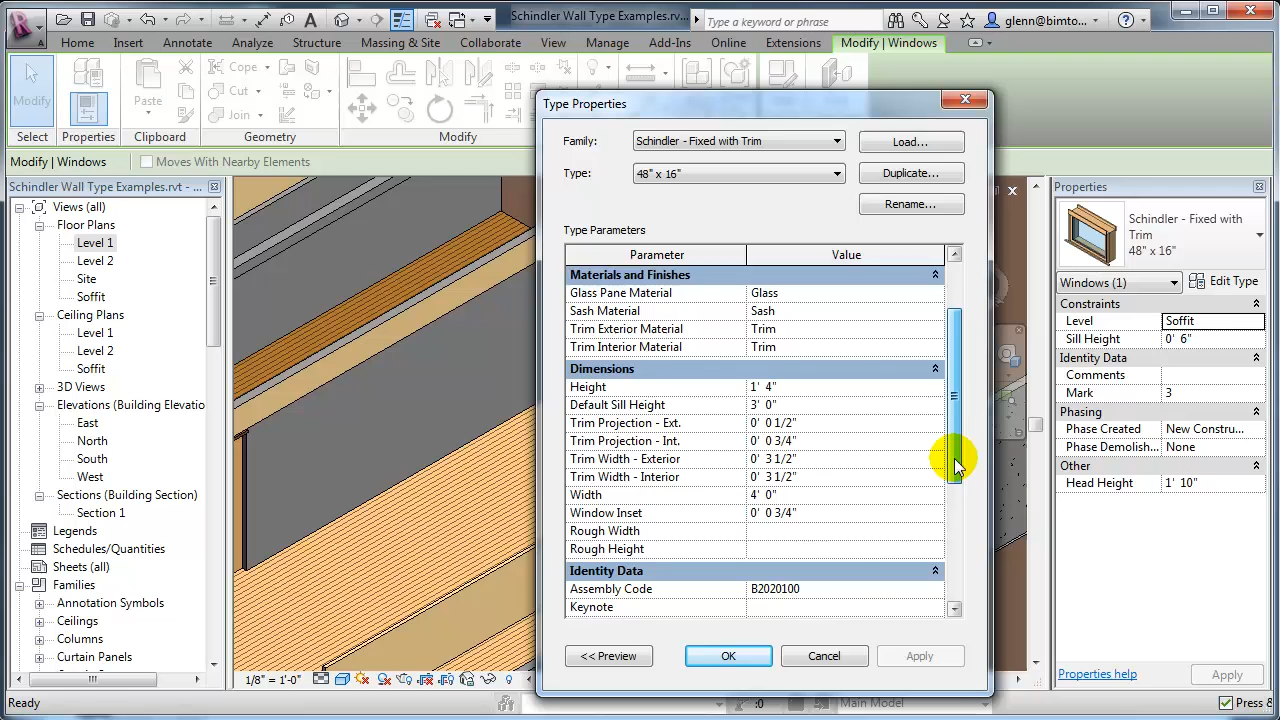 Schindler Wall Type Examples.rv...
Type a keyword or phrase
glenn@bimto...
Home Insert Annotate Analyze Structure Massing & Site Collaborate View Manage Add-Ins Online Extensions Modify | Windows
Modify
Paste
Cope
Cut
Join
Select Properties Clipboard Geometry Modify
Modify | Windows Moves With Nearby Elements
Schindler Wall Type Examples.rvt - ...
Views (all)
Floor Plans
Level 1
Level 2
Site
Soffit
Ceiling Plans
Level 1
Level 2
Soffit
3D Views
Elevations (Building Elevatio
East
North
South
West
Sections (Building Section)
Section 1
Legends
Schedules/Quantities
Sheets (all)
Families
Annotation Symbols
Ceilings
Columns
Curtain Panels
1/8" = 1'-0"
Ready
:0
Main Model
Press &
Type Properties
Family: Schindler - Fixed with Trim Load...
Type: 48" x 16" Duplicate...
Rename...
Type Parameters
Parameter Value
Materials and Finishes
Glass Pane Material Glass
Sash Material Sash
Trim Exterior Material Trim
Trim Interior Material Trim
Dimensions
Height 1' 4"
Default Sill Height 3' 0"
Trim Projection - Ext. 0' 0 1/2"
Trim Projection - Int. 0' 0 3/4"
Trim Width - Exterior 0' 3 1/2"
Trim Width - Interior 0' 3 1/2"
Width 4' 0"
Window Inset 0' 0 3/4"
Rough Width
Rough Height
Identity Data
Assembly Code B2020100
Keynote
<< Preview OK Cancel Apply
Properties
Schindler - Fixed with
Trim
48" x 16"
Windows (1) Edit Type
Constraints
Level Soffit
Sill Height 0' 6"
Identity Data
Comments
Mark 3
Phasing
Phase Created New Constru...
Phase Demolish... None
Other
Head Height 1' 10"
Properties help Apply